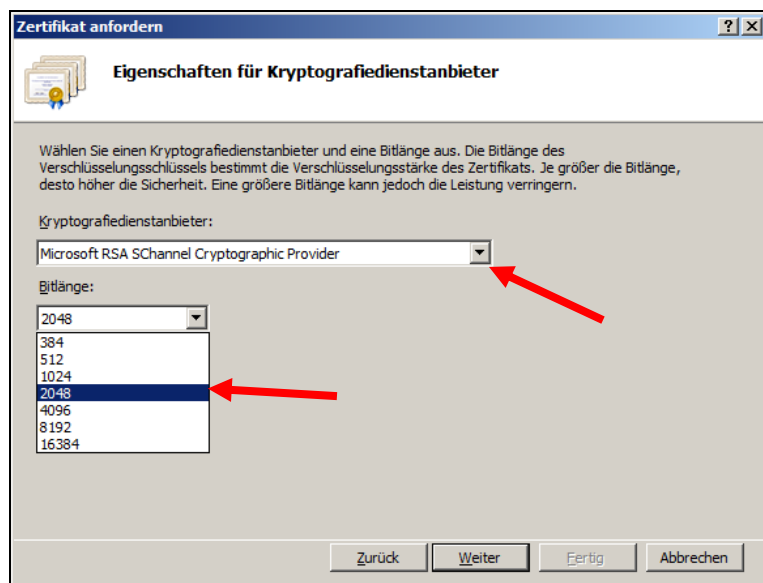 Zertifikat anfordern
Eigenschaften für Kryptografiedienstanbieter
Wählen Sie einen Kryptografiedienstanbieter und eine Bitlänge aus. Die Bitlänge des
Verschlüsselungsschlüssels bestimmt die Verschlüsselungsstärke des Zertifikats. Je größer die Bitlänge,
desto höher die Sicherheit. Eine größere Bitlänge kann jedoch die Leistung verringern.
Kryptografiedienstanbieter:
Microsoft RSA SChannel Cryptographic Provider
Bitlänge:
2048
384
512
1024
2048
4096
8192
16384
Zurück Weiter Fertig Abbrechen